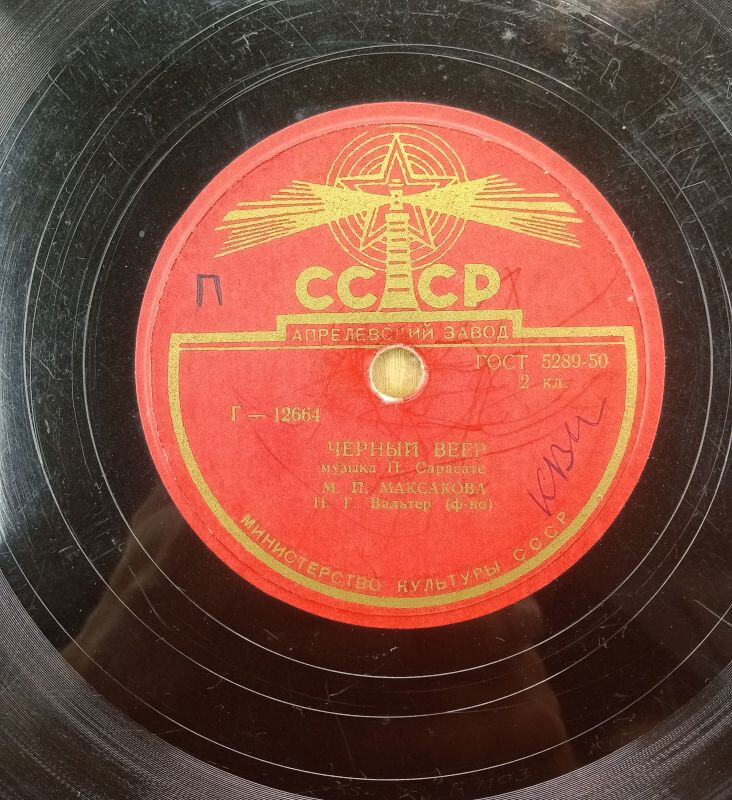 СССР
П
АПРЕЛЕВСКИЙ ЗАВОД
ГОСТ 5289-50
2 кл.
Г — 12664
ЧЕРНЫЙ ВЕЕР
музыка П. Сарасате
М. П. МАКСАКОВА
Н. Г. Вальтер (ф-но)
МИНИСТЕРСТВО КУЛЬТУРЫ СССР